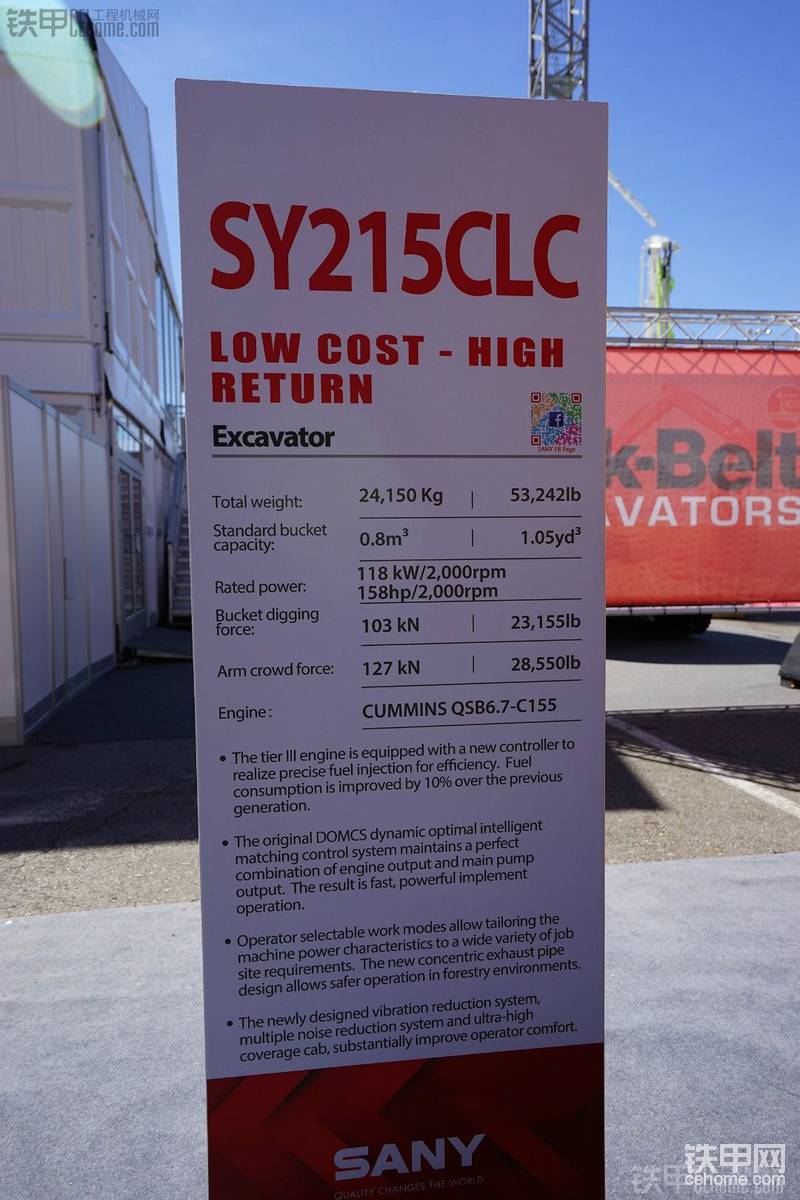 铁甲 工程机械网
cehome.com
SY215CLC
LOW COST - HIGH
RETURN
Excavator
SANY FB Page
Total weight: 24,150 Kg | 53,242lb
Standard bucket
capacity: 0.8m³ | 1.05yd³
Rated power: 118 kW/2,000rpm
158hp/2,000rpm
Bucket digging
force: 103 kN | 23,155lb
Arm crowd force: 127 kN | 28,550lb
Engine: CUMMINS QSB6.7-C155
• The tier III engine is equipped with a new controller to
realize precise fuel injection for efficiency. Fuel
consumption is improved by 10% over the previous
generation.
• The original DOMCS dynamic optimal intelligent
matching control system maintains a perfect
combination of engine output and main pump
output. The result is fast, powerful implement
operation.
• Operator selectable work modes allow tailoring the
machine power characteristics to a wide variety of job
site requirements. The new concentric exhaust pipe
design allows safer operation in forestry environments.
• The newly designed vibration reduction system,
multiple noise reduction system and ultra-high
coverage cab, substantially improve operator comfort.
SANY
QUALITY CHANGES THE WORLD
k-Belt
AVATORS
铁甲网
cehome.com